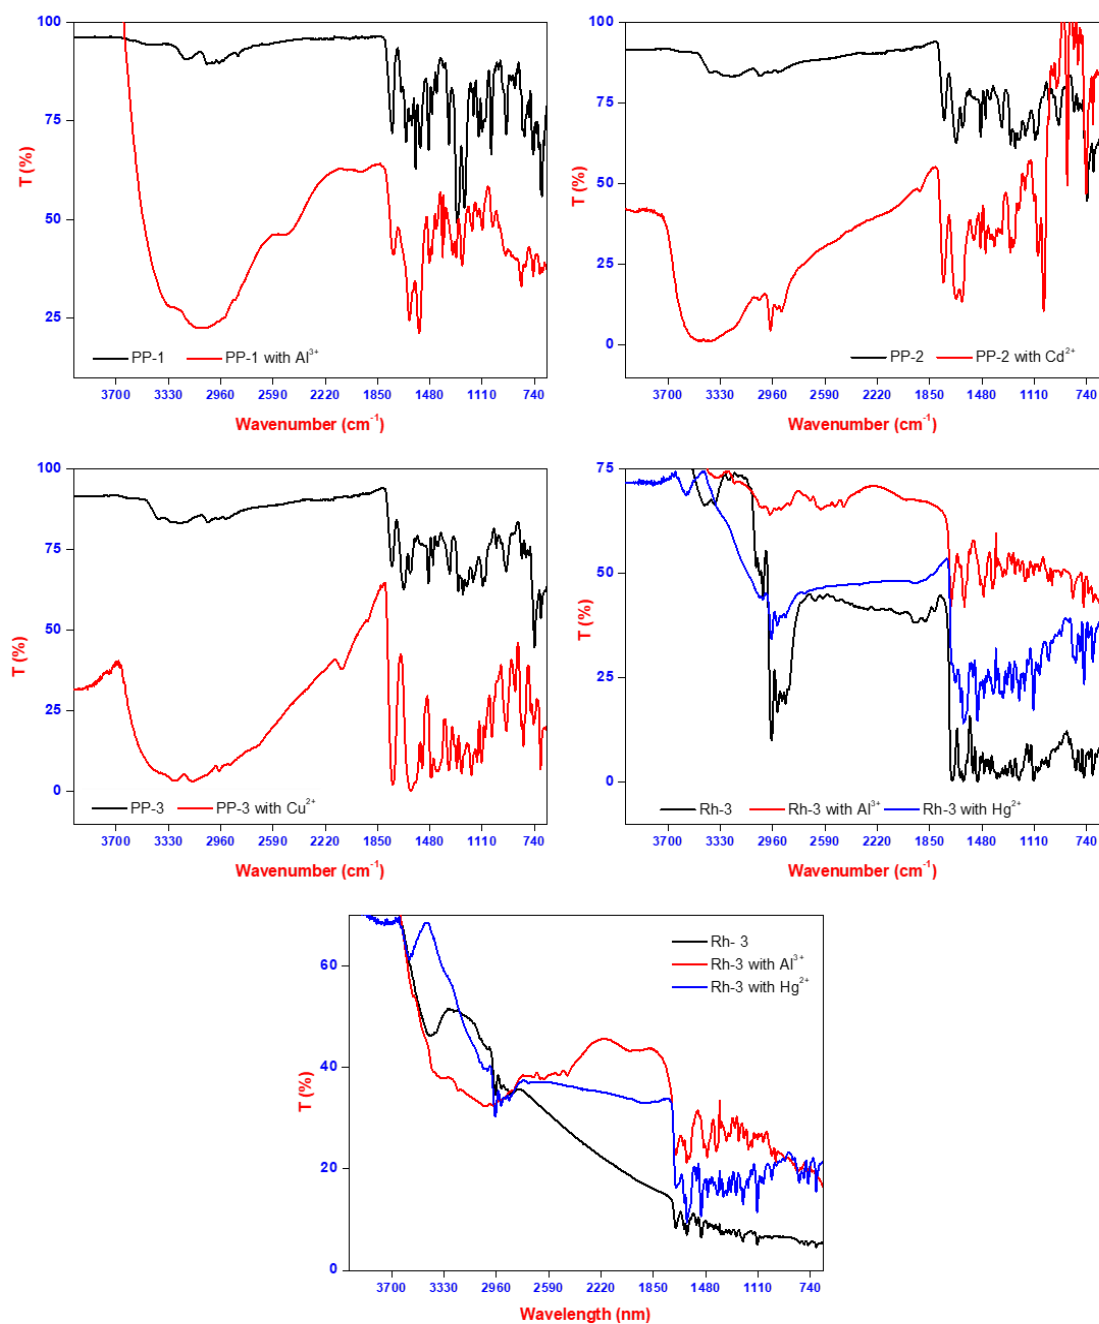 100
75
50
25
T (%)
PP-1 PP-1 with Al³⁺
3700 3330 2960 2590 2220 1850 1480 1110 740
Wavenumber (cm⁻¹)
100
75
50
25
0
T (%)
PP-2 PP-2 with Cd²⁺
3700 3330 2960 2590 2220 1850 1480 1110 740
Wavenumber (cm⁻¹)
100
75
50
25
0
T (%)
PP-3 PP-3 with Cu²⁺
3700 3330 2960 2590 2220 1850 1480 1110 740
Wavenumber (cm⁻¹)
75
50
25
0
T (%)
Rh-3 Rh-3 with Al³⁺ Rh-3 with Hg²⁺
3700 3330 2960 2590 2220 1850 1480 1110 740
Wavenumber (cm⁻¹)
60
40
20
0
T (%)
Rh- 3
Rh-3 with Al³⁺
Rh-3 with Hg²⁺
3700 3330 2960 2590 2220 1850 1480 1110 740
Wavelength (nm)